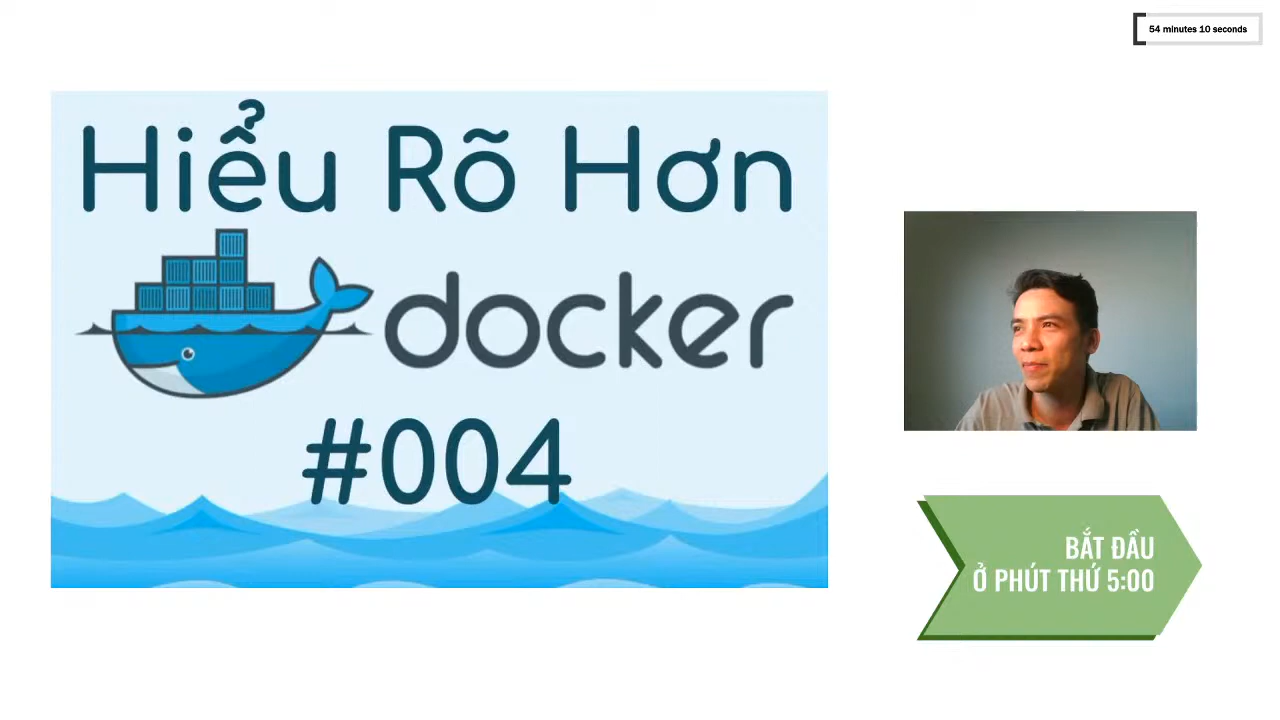 54 minutes 10 seconds
Hiểu Rõ Hơn
docker
#004
BẮT ĐẦU
Ở PHÚT THỨ 5:00